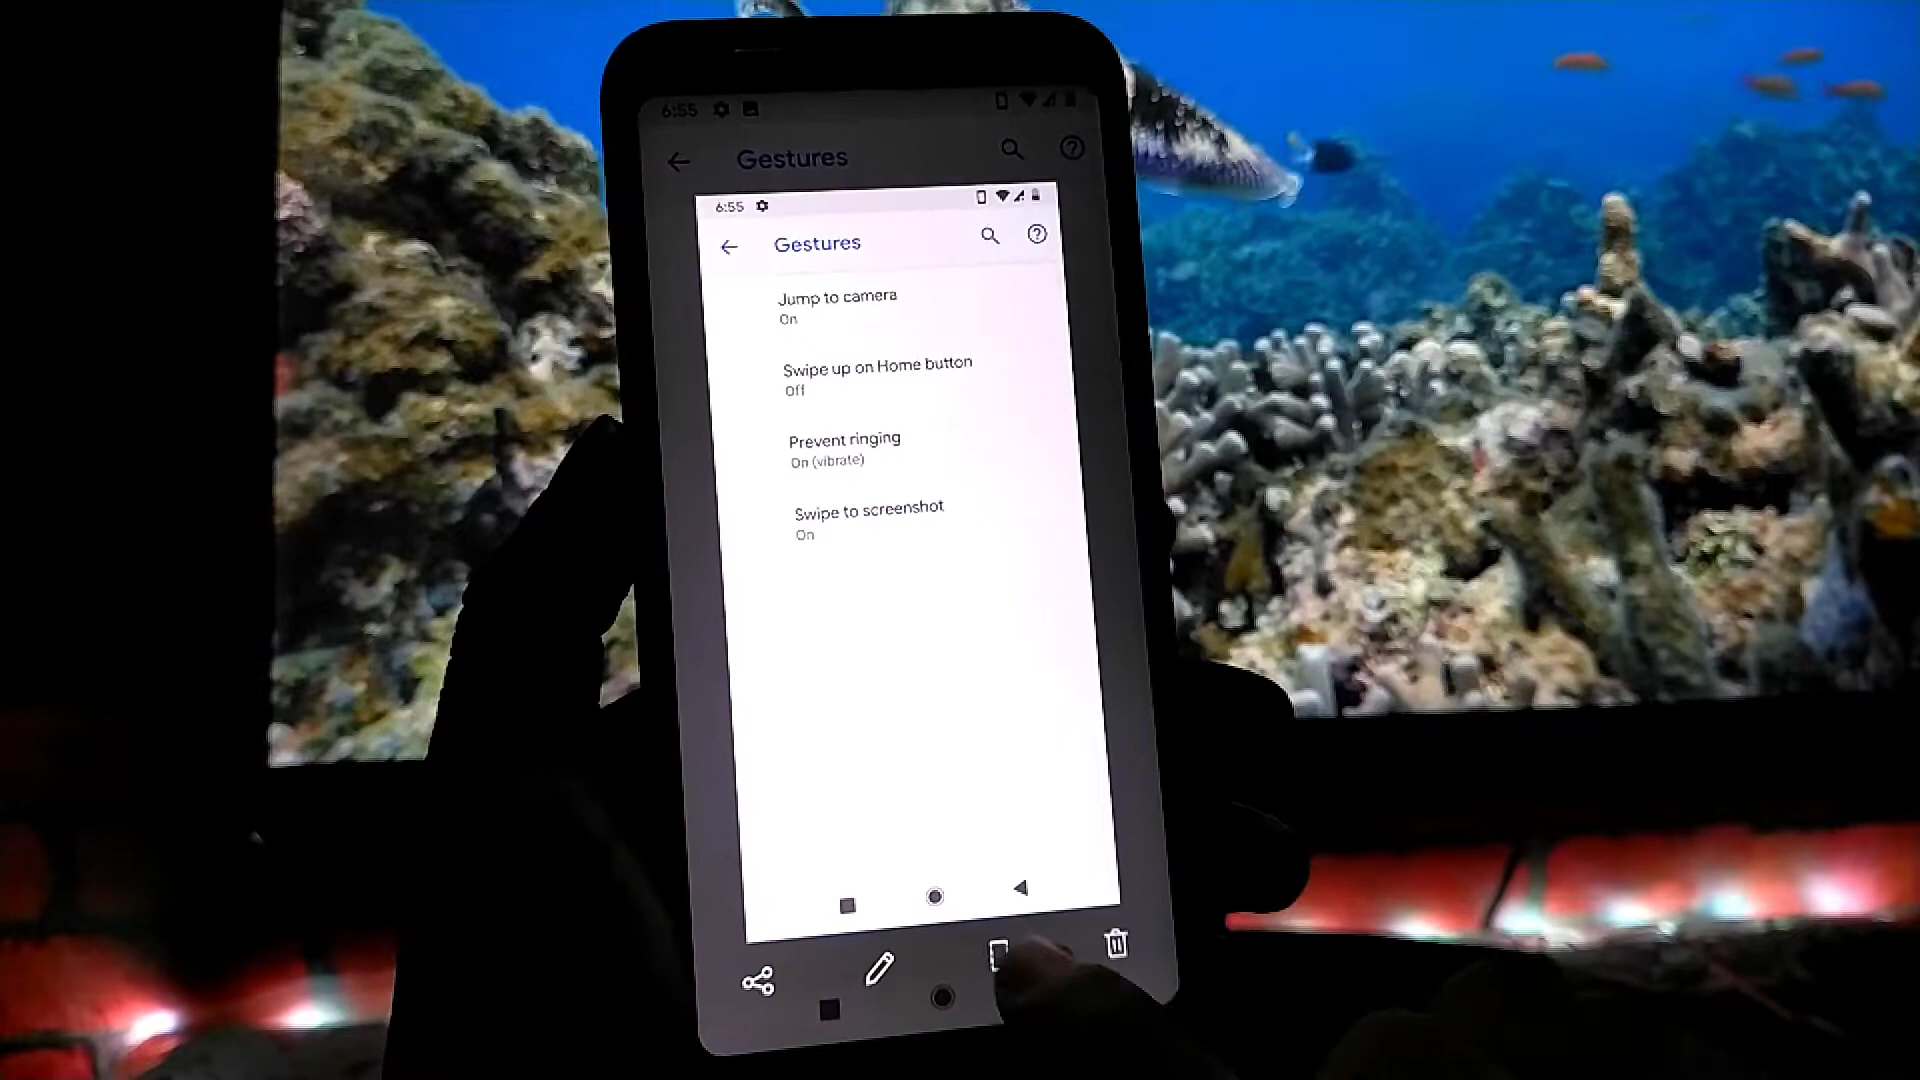 6:55
Gestures
6:55
Gestures
Jump to camera
On
Swipe up on Home button
Off
Prevent ringing
On (vibrate)
Swipe to screenshot
On